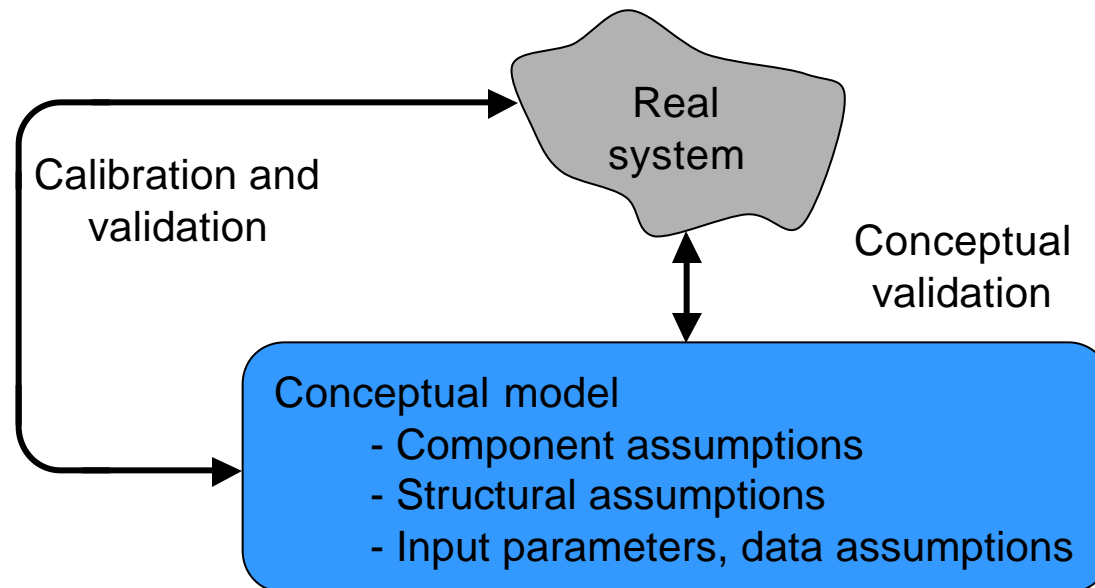 Real
system
Calibration and
validation
Conceptual
validation
Conceptual model
- Component assumptions
- Structural assumptions
- Input parameters, data assumptions